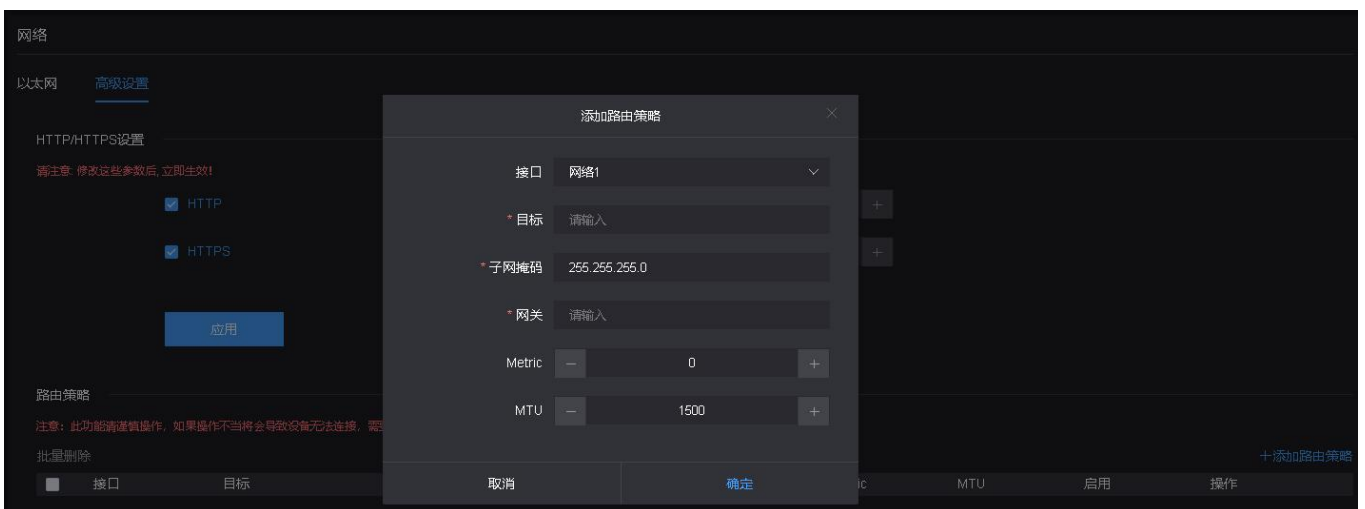 网络
以太网 高级设置
添加路由策略
HTTP/HTTPS设置
请注意: 修改这些参数后, 立即生效!
接口 网络1
HTTP
* 目标 请输入
HTTPS
* 子网掩码 255.255.255.0
* 网关 请输入
应用
Metric 0
路由策略
MTU 1500
注意：此功能请谨慎操作, 如果操作不当将会导致设备无法连接,
批量删除
+添加路由策略
取消 确定
接口 目标 ic MTU 启用 操作